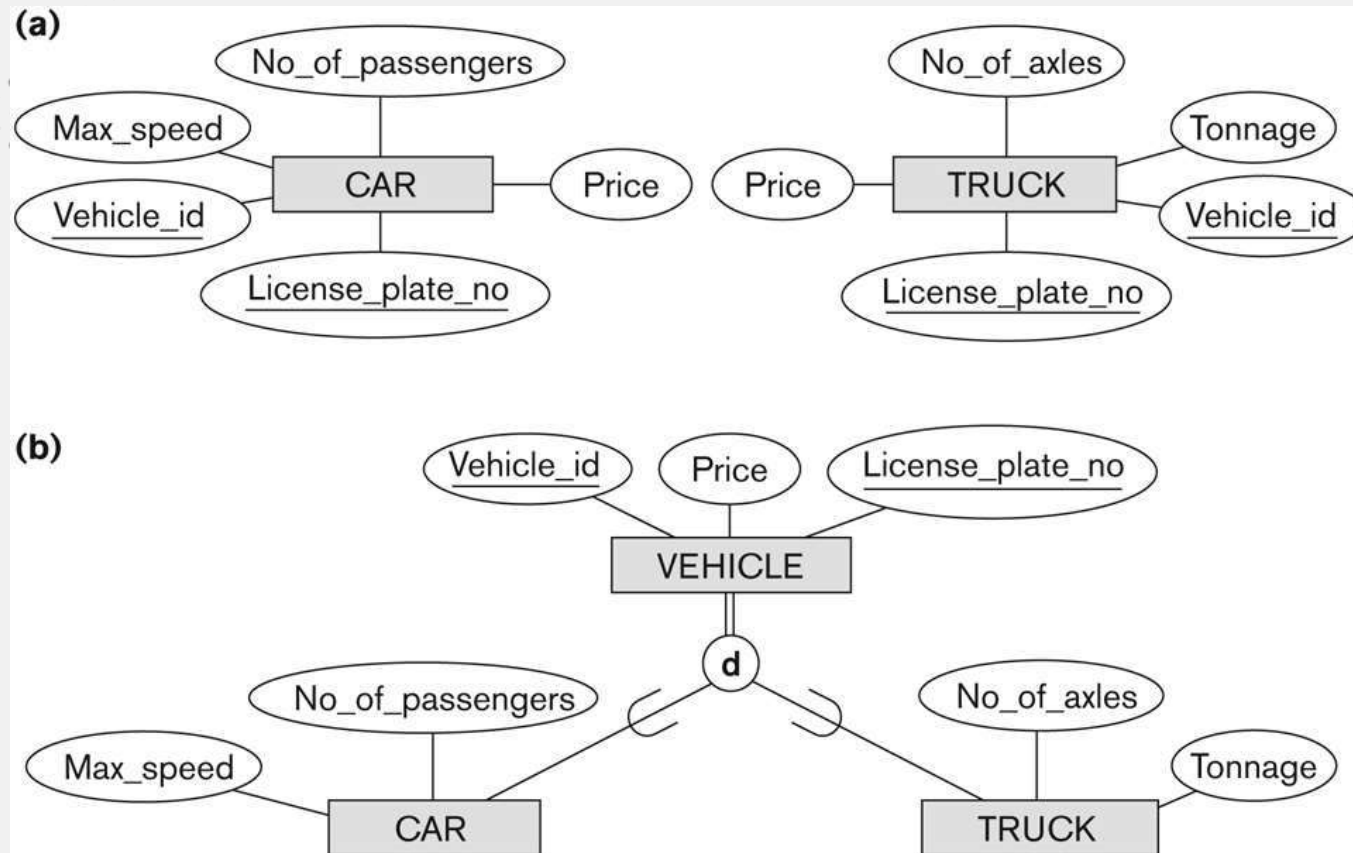 (a)
No_of_passengers
No_of_axles
Max_speed
Tonnage
CAR
Price
Price
TRUCK
Vehicle_id
Vehicle_id
License_plate_no
License_plate_no
(b)
Vehicle_id
Price
License_plate_no
VEHICLE
d
No_of_passengers
No_of_axles
Max_speed
Tonnage
CAR
TRUCK